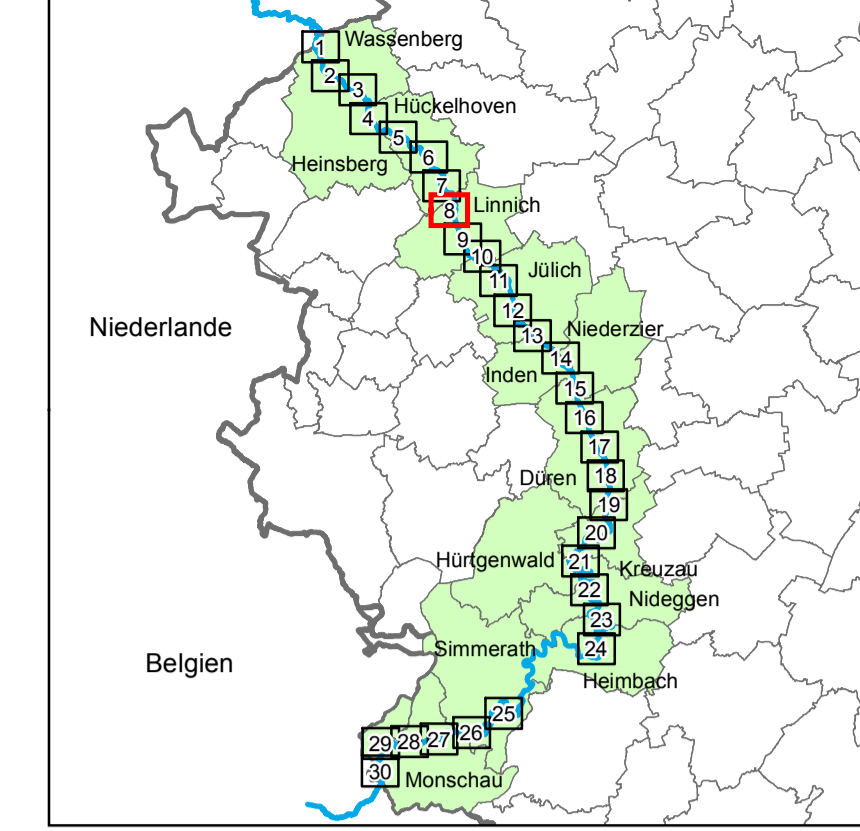 1
Wassenberg
2
3
Hückelhoven
4
5
6
Heinsberg
7
8
Linnich
9
10
Jülich
11
12
Niederlande
13
Niederzier
14
Inden
15
16
17
Düren
18
19
20
Hürtgenwald
21
Kreuzau
22
Nideggen
23
Simmerath
24
Belgien
Heimbach
25
26
27
28
29
30
Monschau